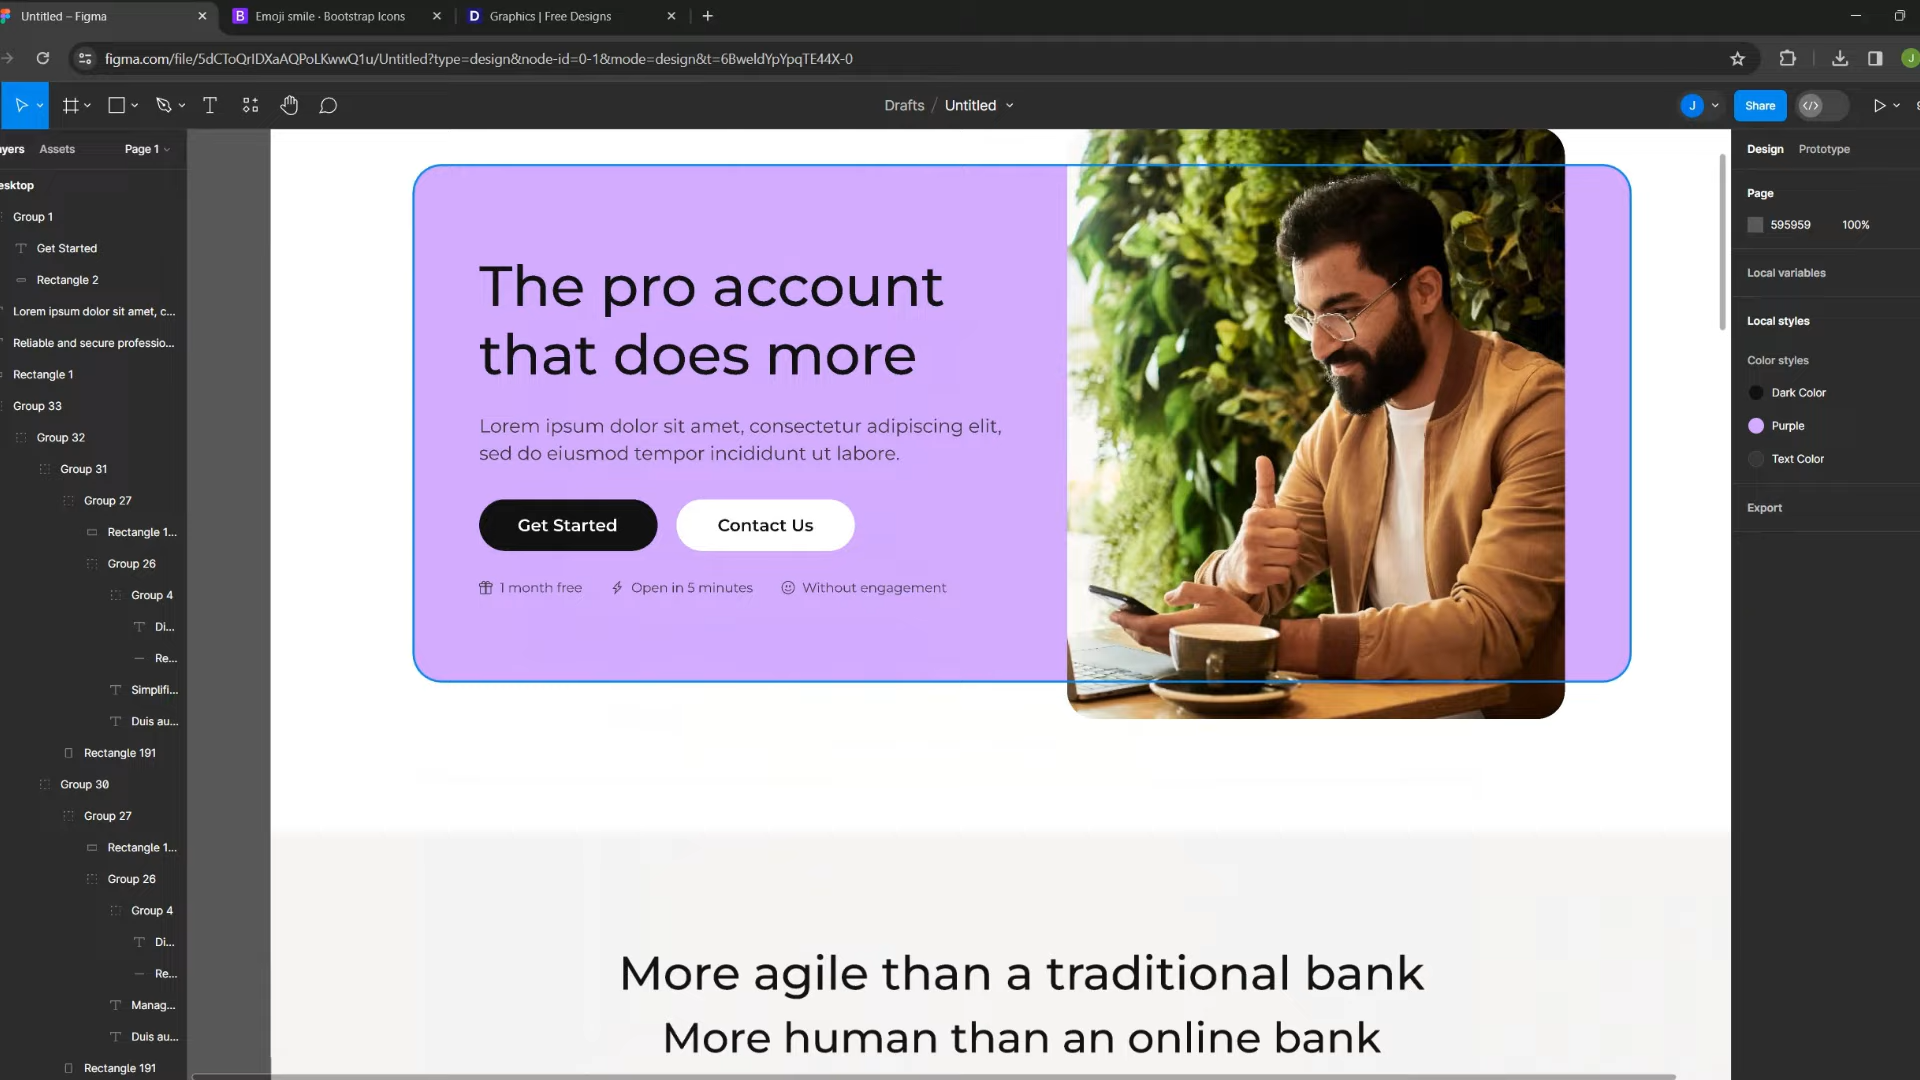 Untitled – Figma
Emoji smile · Bootstrap Icons
Graphics | Free Designs
figma.com/file/5dCToQrIDXaAQPoLKwwQ1u/Untitled?type=design&node-id=0-1&mode=design&t=6BweldYpYpqTE44X-0
J
Drafts / Untitled
J
Share
Assets
Page 1
Design
Prototype
Group 1
Get Started
Rectangle 2
Lorem ipsum dolor sit amet, c...
Reliable and secure professio...
Rectangle 1
Group 33
Group 32
Group 31
Group 27
Rectangle 1...
Group 26
Group 4
Di...
Re...
Simplifi...
Duis au...
Rectangle 191
Group 30
Group 27
Rectangle 1...
Group 26
Group 4
Di...
Re...
Manag...
Duis au...
Rectangle 191
The pro account
that does more
Lorem ipsum dolor sit amet, consectetur adipiscing elit,
sed do eiusmod tempor incididunt ut labore.
Get Started
Contact Us
1 month free
Open in 5 minutes
Without engagement
More agile than a traditional bank
More human than an online bank
Page
595959
100%
Local variables
Local styles
Color styles
Dark Color
Purple
Text Color
Export